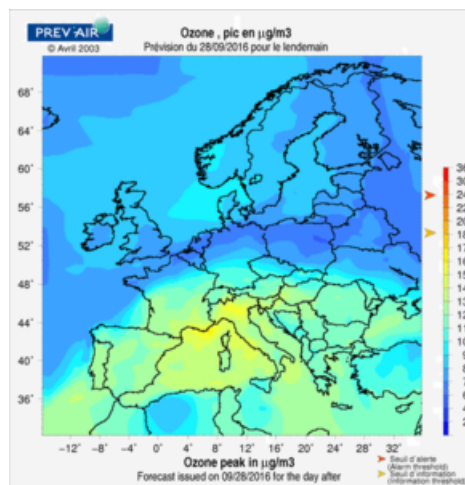 PREV'AIR
© Avril 2003
Ozone , pic en µg/m3
Prévision du 28/09/2016 pour le lendemain
68°
64°
60°
56°
52°
48°
44°
40°
36°
−12° −8° −4° 0° 4° 8° 12° 16° 20° 24° 28° 32°
Ozone peak in µg/m3
Forecast issued on 09/28/2016 for the day after
Seuil d'alerte
(Alarm threshold)
Seuil d'information
(Information threshold)